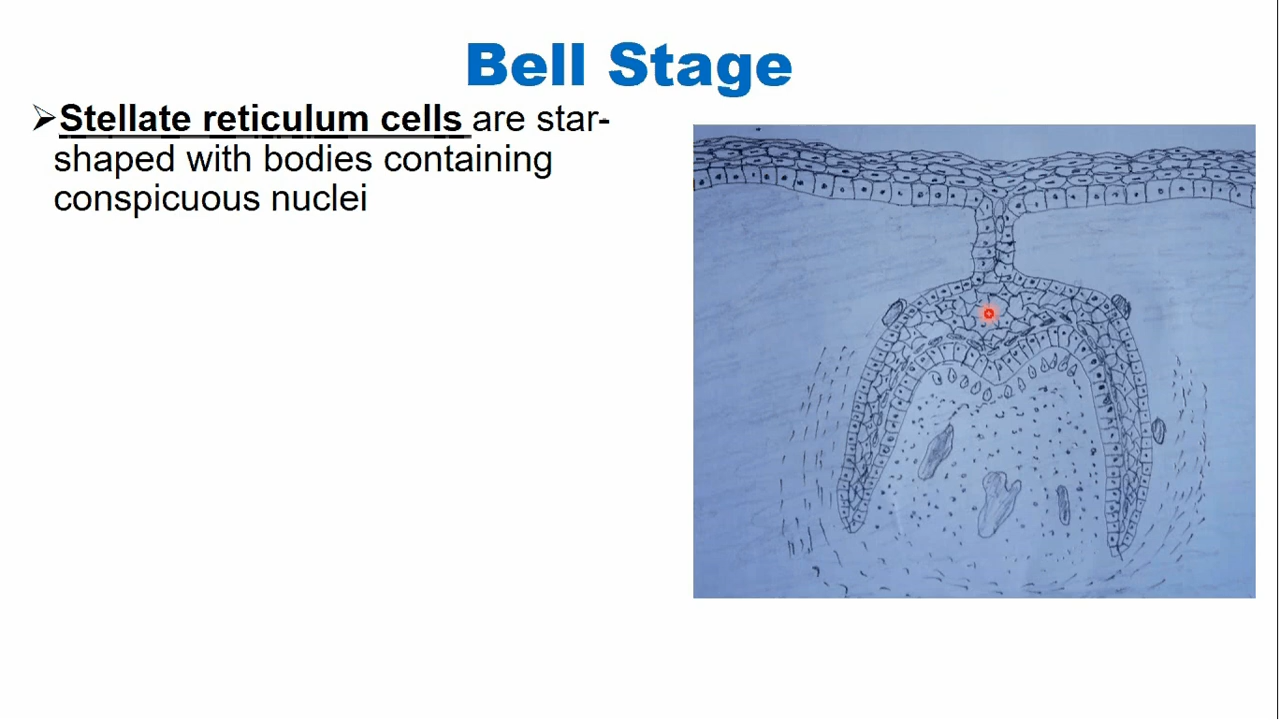 Bell Stage
➢Stellate reticulum cells are star-
shaped with bodies containing
conspicuous nuclei